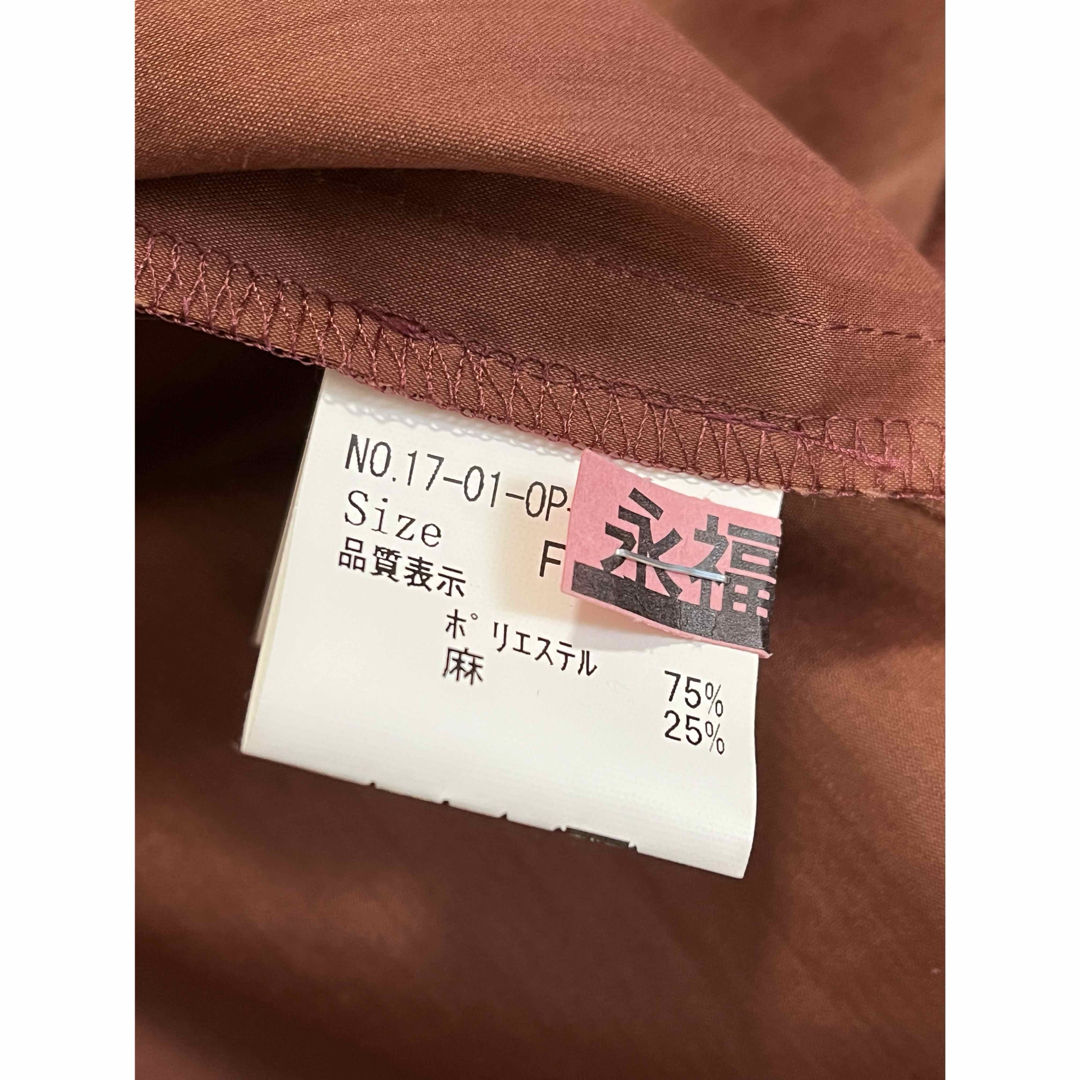 NO.17-01-OP-
Size F
品質表示
ポリエステル 75%
麻 25%
永福